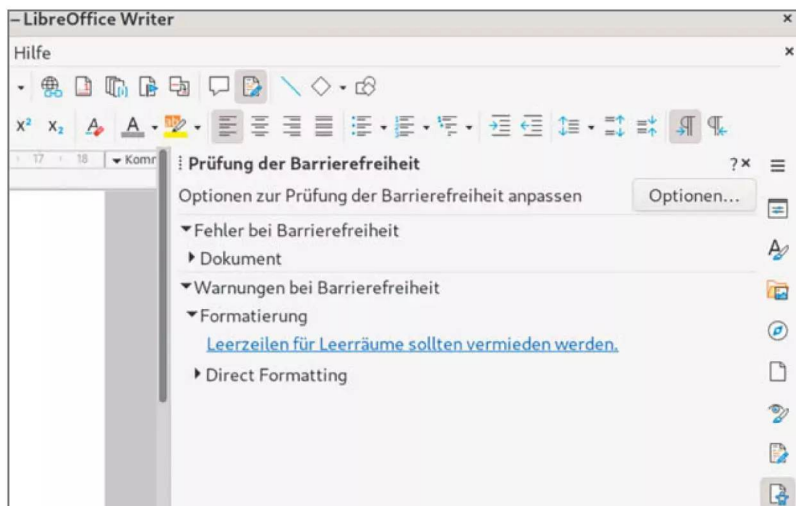 – LibreOffice Writer
Hilfe
17 18 Komm
Prüfung der Barrierefreiheit
Optionen zur Prüfung der Barrierefreiheit anpassen Optionen...
Fehler bei Barrierefreiheit
Dokument
Warnungen bei Barrierefreiheit
Formatierung
Leerzeilen für Leerräume sollten vermieden werden.
Direct Formatting